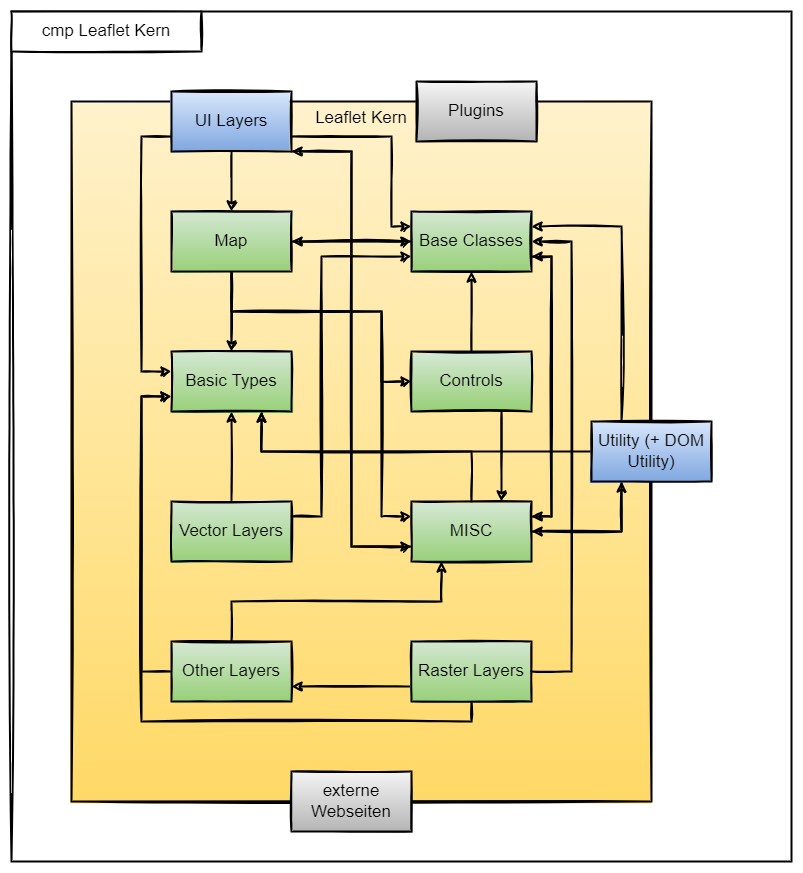 cmp Leaflet Kern
UI Layers
Leaflet Kern
Plugins
Map
Base Classes
Basic Types
Controls
Utility (+ DOM
Utility)
Vector Layers
MISC
Other Layers
Raster Layers
externe
Webseiten